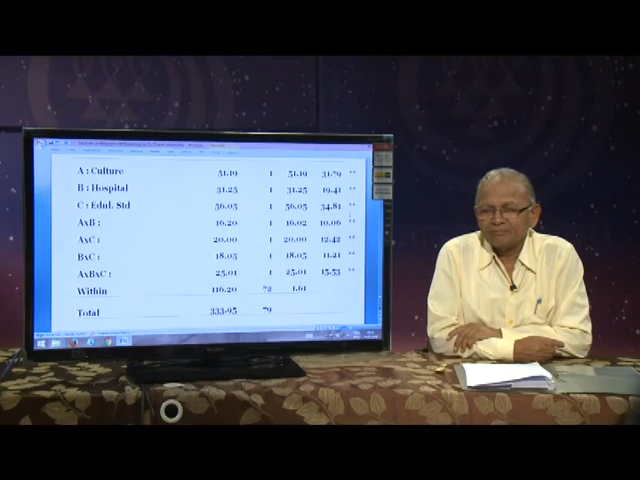 A : Culture 51.19 1 51.19 31.79 **
B : Hospital 31.25 1 31.25 19.41 **
C : Ednl. Std 56.05 1 56.05 34.81 **
AxB : 16.20 1 16.02 10.06 **
AxC : 20.00 1 20.00 12.42 **
BxC : 18.05 1 18.05 11.21 **
AxBxC : 25.01 1 25.01 15.53 **
Within 116.20 72 1.61
Total 333.95 79